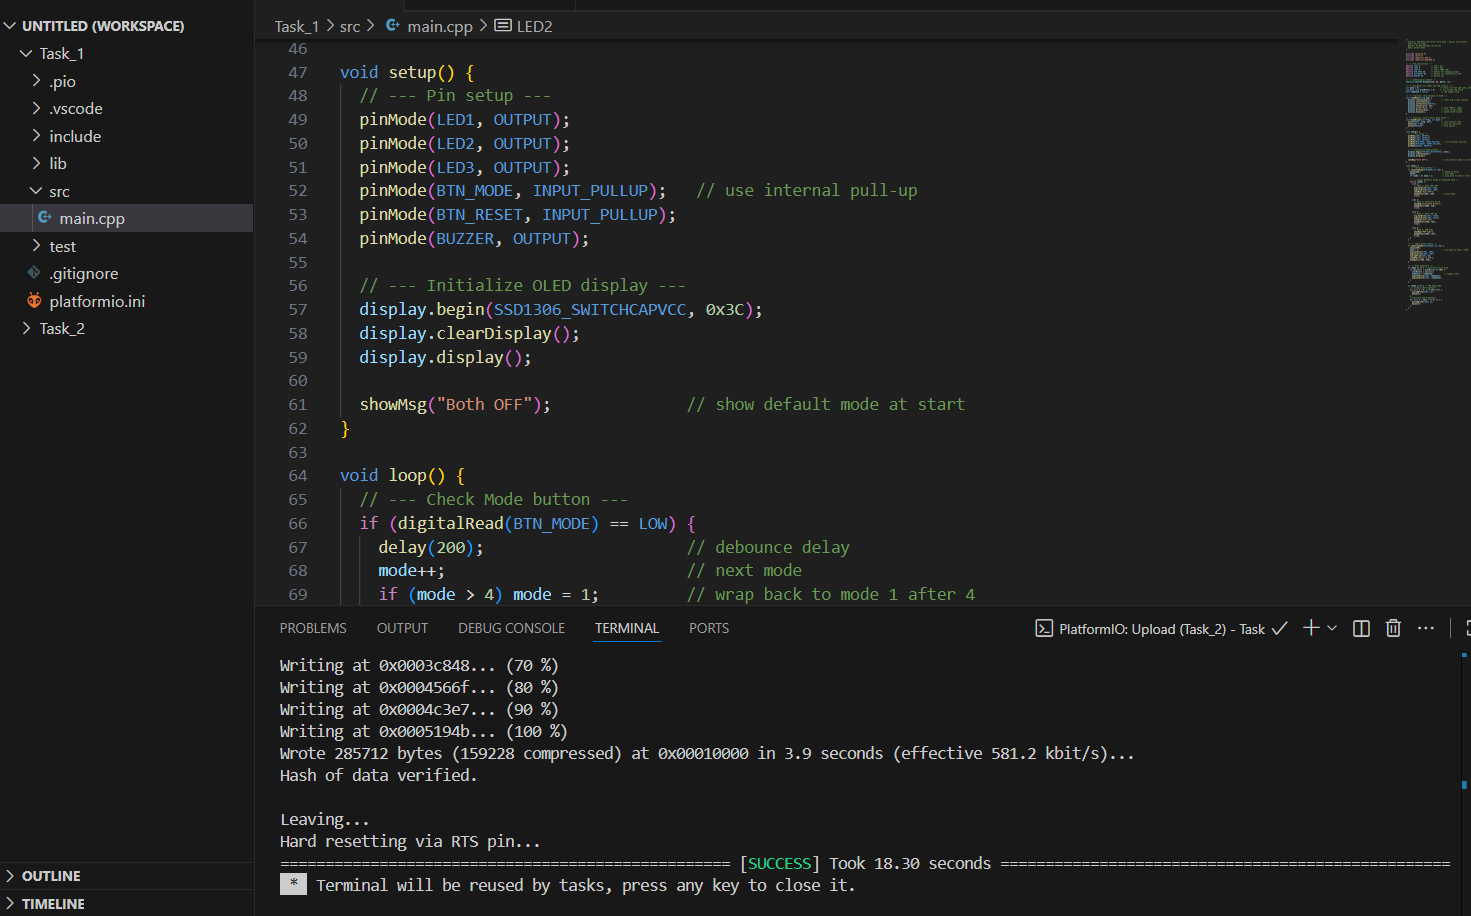 UNTITLED (WORKSPACE)
Task_1
.pio
.vscode
include
lib
src
main.cpp
test
.gitignore
platformio.ini
Task_2
OUTLINE
TIMELINE
Task_1 > src > main.cpp > LED2
46
47 void setup() {
48 // --- Pin setup ---
49 pinMode(LED1, OUTPUT);
50 pinMode(LED2, OUTPUT);
51 pinMode(LED3, OUTPUT);
52 pinMode(BTN_MODE, INPUT_PULLUP); // use internal pull-up
53 pinMode(BTN_RESET, INPUT_PULLUP);
54 pinMode(BUZZER, OUTPUT);
55
56 // --- Initialize OLED display ---
57 display.begin(SSD1306_SWITCHCAPVCC, 0x3C);
58 display.clearDisplay();
59 display.display();
60
61 showMsg("Both OFF"); // show default mode at start
62 }
63
64 void loop() {
65 // --- Check Mode button ---
66 if (digitalRead(BTN_MODE) == LOW) {
67 delay(200); // debounce delay
68 mode++; // next mode
69 if (mode > 4) mode = 1; // wrap back to mode 1 after 4
PROBLEMS OUTPUT DEBUG CONSOLE TERMINAL PORTS
PlatformIO: Upload (Task_2) - Task
Writing at 0x0003c848... (70 %)
Writing at 0x0004566f... (80 %)
Writing at 0x0004c3e7... (90 %)
Writing at 0x0005194b... (100 %)
Wrote 285712 bytes (159228 compressed) at 0x00010000 in 3.9 seconds (effective 581.2 kbit/s)...
Hash of data verified.
Leaving...
Hard resetting via RTS pin...
================================================== [SUCCESS] Took 18.30 seconds ==================================================
* Terminal will be reused by tasks, press any key to close it.